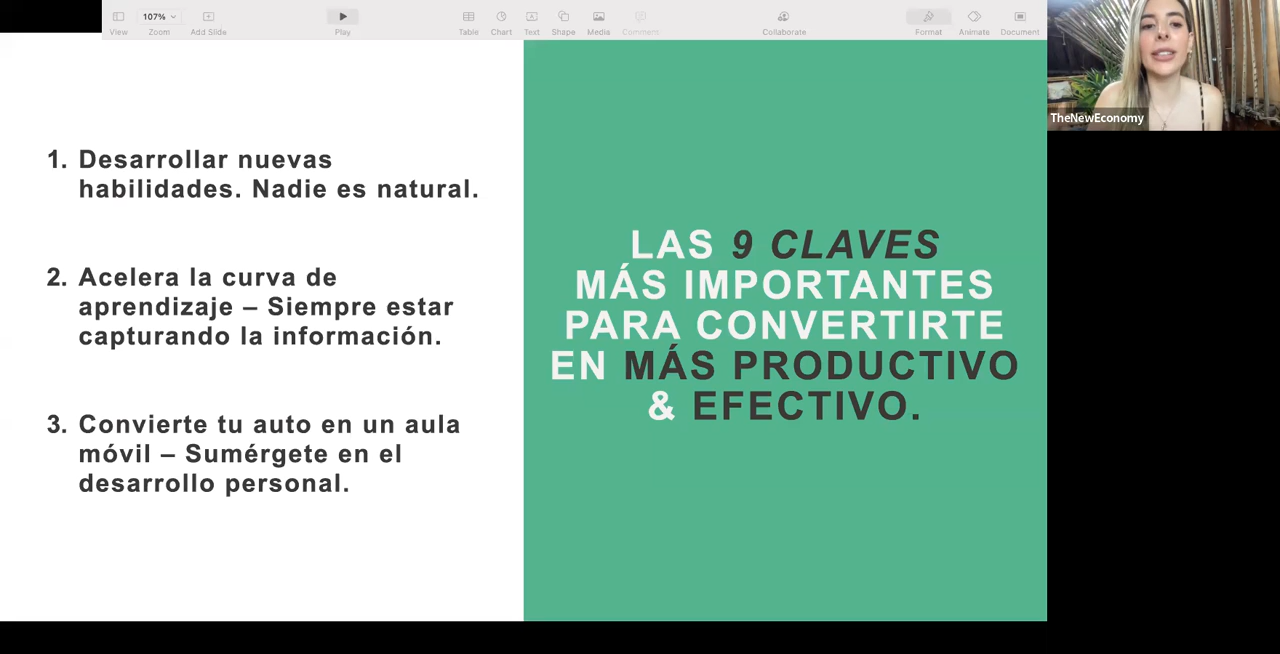 107%
View
Zoom
Add Slide
Play
Table
Chart
Text
Shape
Media
Comment
Collaborate
Format
Animate
Document
TheNewEconomy
1. Desarrollar nuevas
habilidades. Nadie es natural.
2. Acelera la curva de
aprendizaje – Siempre estar
capturando la información.
3. Convierte tu auto en un aula
móvil – Sumérgete en el
desarrollo personal.
LAS 9 CLAVES
MÁS IMPORTANTES
PARA CONVERTIRTE
EN MÁS PRODUCTIVO
& EFECTIVO.